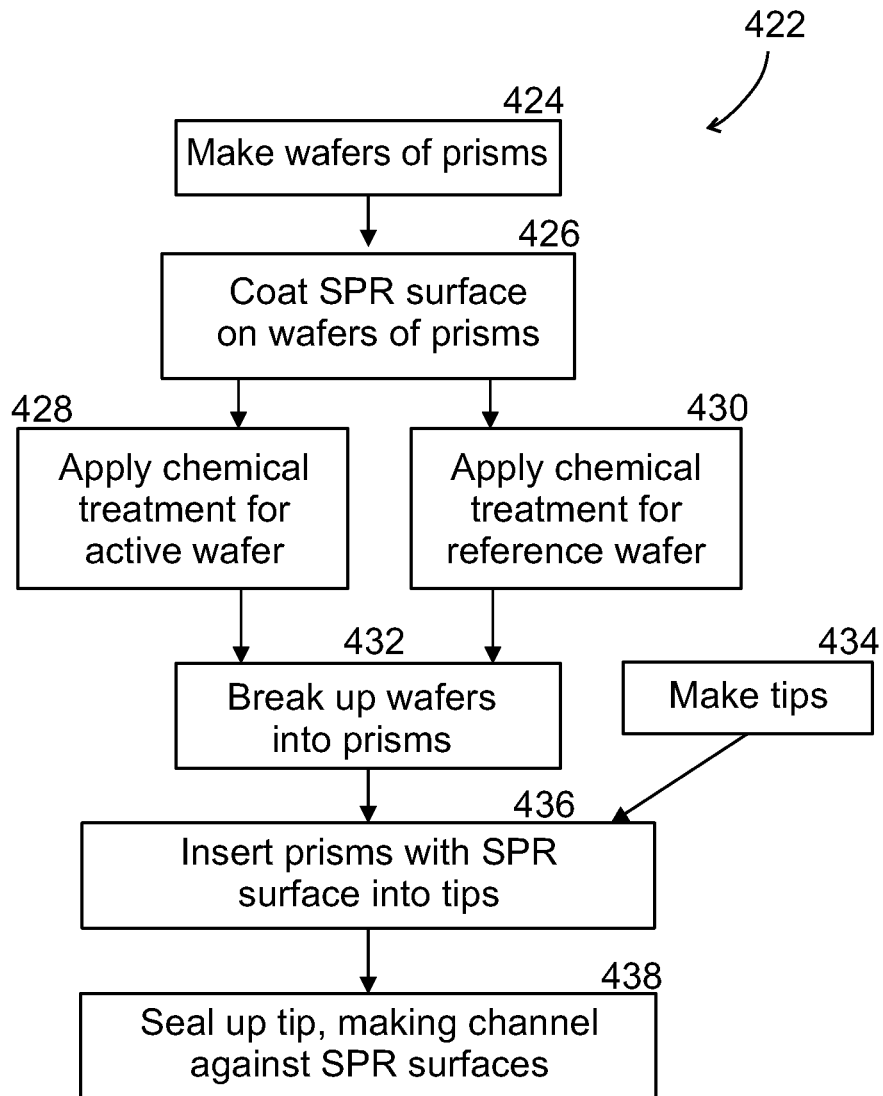 422
424
Make wafers of prisms
426
Coat SPR surface
on wafers of prisms
428
Apply chemical
treatment for
active wafer
430
Apply chemical
treatment for
reference wafer
432
Break up wafers
into prisms
434
Make tips
436
Insert prisms with SPR
surface into tips
438
Seal up tip, making channel
against SPR surfaces